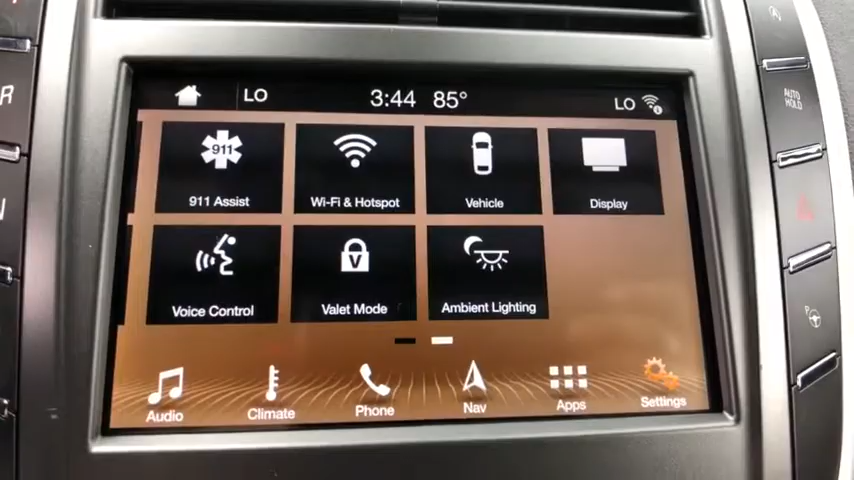 LO 3:44 85° LO
911
911 Assist Wi-Fi & Hotspot Vehicle Display
V
Voice Control Valet Mode Ambient Lighting
Audio Climate Phone Nav Apps Settings
R
AUTO
HOLD
P